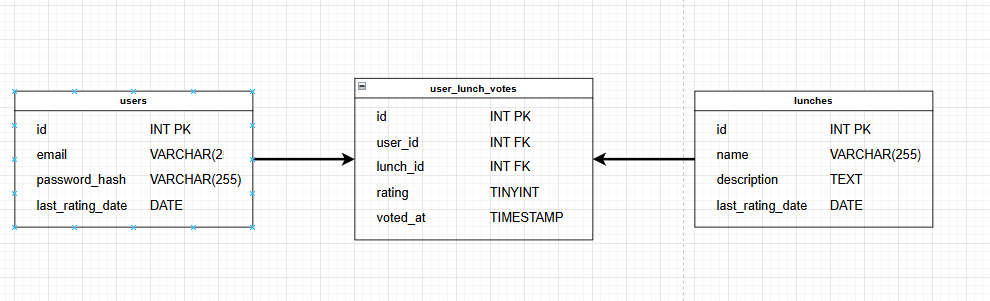 users
id INT PK
email VARCHAR(2
password_hash VARCHAR(255)
last_rating_date DATE
user_lunch_votes
id INT PK
user_id INT FK
lunch_id INT FK
rating TINYINT
voted_at TIMESTAMP
lunches
id INT PK
name VARCHAR(255)
description TEXT
last_rating_date DATE